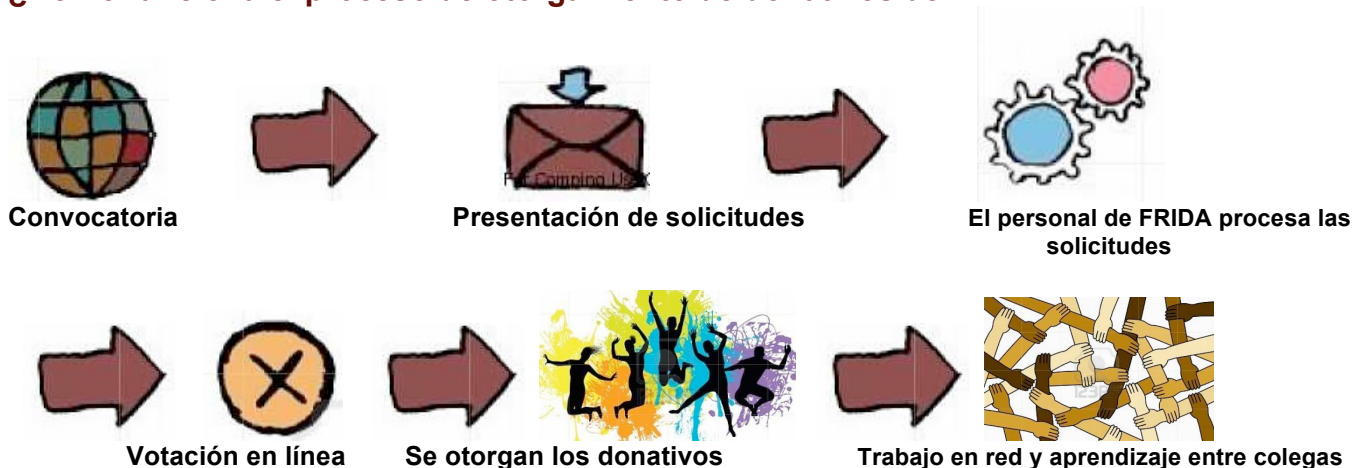 Convocatoria
Presentación de solicitudes
El personal de FRIDA procesa las
solicitudes
Votación en línea
Se otorgan los donativos
Trabajo en red y aprendizaje entre colegas